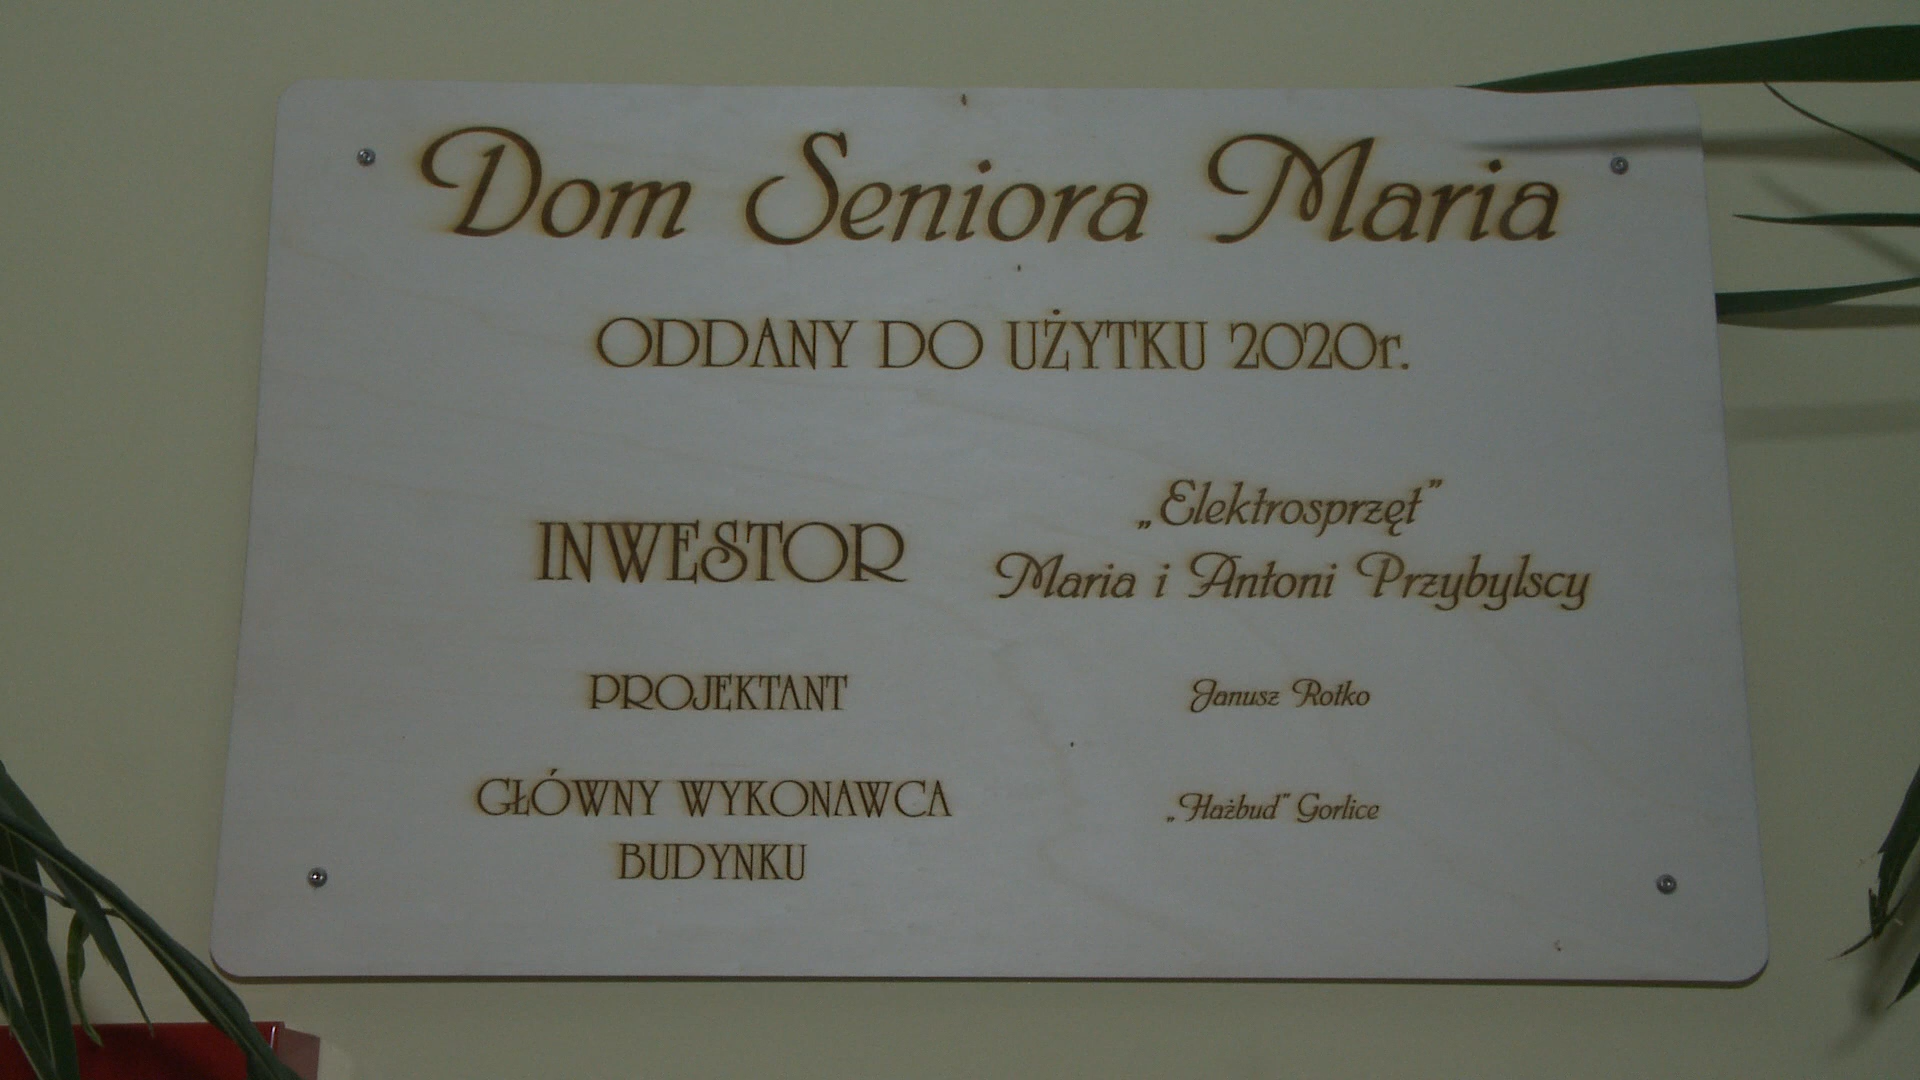 Dom Seniora Maria
ODDANY DO UŻYTKU 2020r.
INWESTOR
„Elektrosprzęt”
Maria i Antoni Przybylscy
PROJEKTANT
Janusz Rotko
GŁÓWNY WYKONAWCA
BUDYNKU
„Hażbud” Gorlice